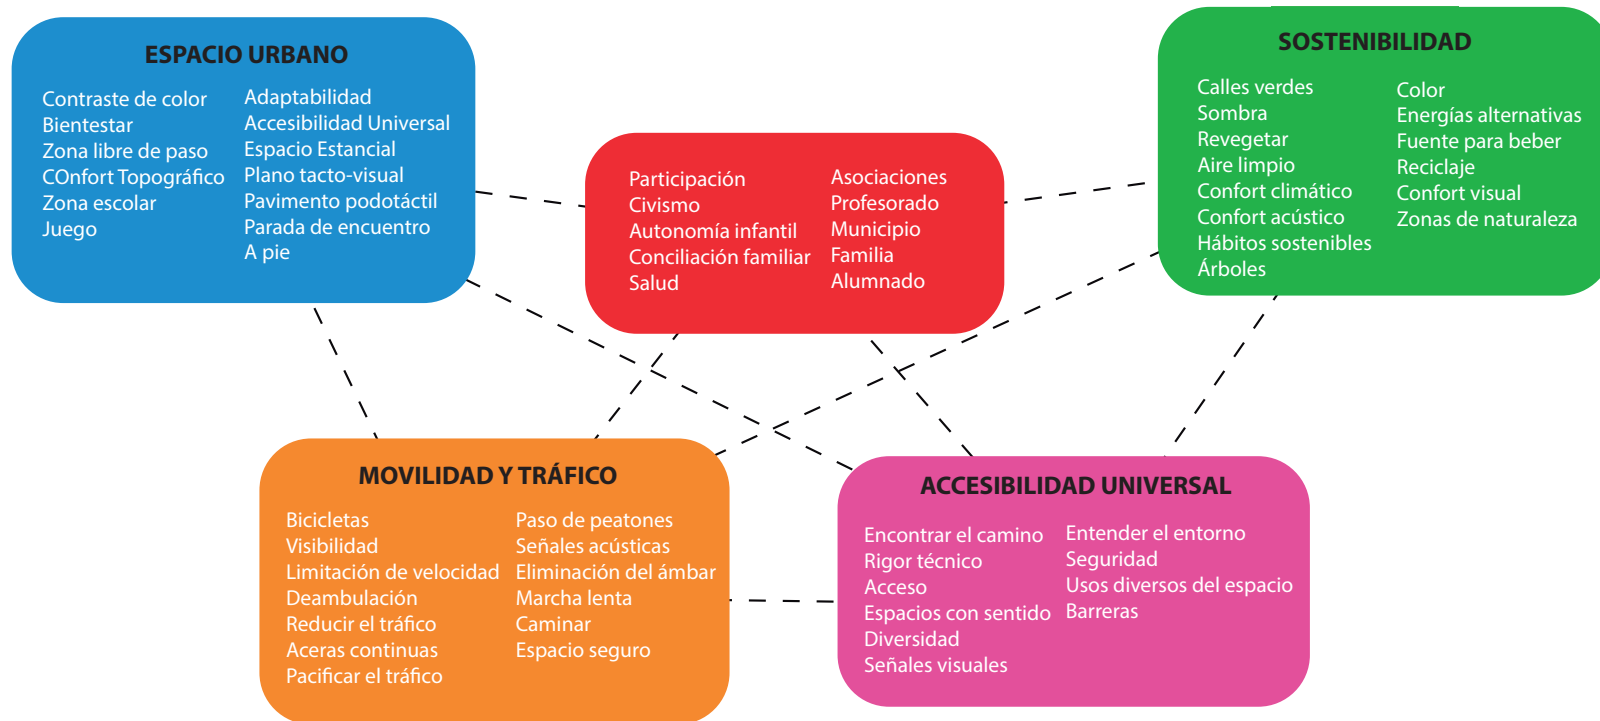 ESPACIO URBANO
Contraste de color
Bientestar
Zona libre de paso
COnfort Topográfico
Zona escolar
Juego
Adaptabilidad
Accesibilidad Universal
Espacio Estancial
Plano tacto-visual
Pavimento podotáctil
Parada de encuentro
A pie
Participación
Civismo
Autonomía infantil
Conciliación familiar
Salud
Asociaciones
Profesorado
Municipio
Familia
Alumnado
SOSTENIBILIDAD
Calles verdes
Sombra
Revegetar
Aire limpio
Confort climático
Confort acústico
Hábitos sostenibles
Árboles
Color
Energías alternativas
Fuente para beber
Reciclaje
Confort visual
Zonas de naturaleza
MOVILIDAD Y TRÁFICO
Bicicletas
Visibilidad
Limitación de velocidad
Deambulación
Reducir el tráfico
Aceras continuas
Pacificar el tráfico
Paso de peatones
Señales acústicas
Eliminación del ámbar
Marcha lenta
Caminar
Espacio seguro
ACCESIBILIDAD UNIVERSAL
Encontrar el camino
Rigor técnico
Acceso
Espacios con sentido
Diversidad
Señales visuales
Entender el entorno
Seguridad
Usos diversos del espacio
Barreras